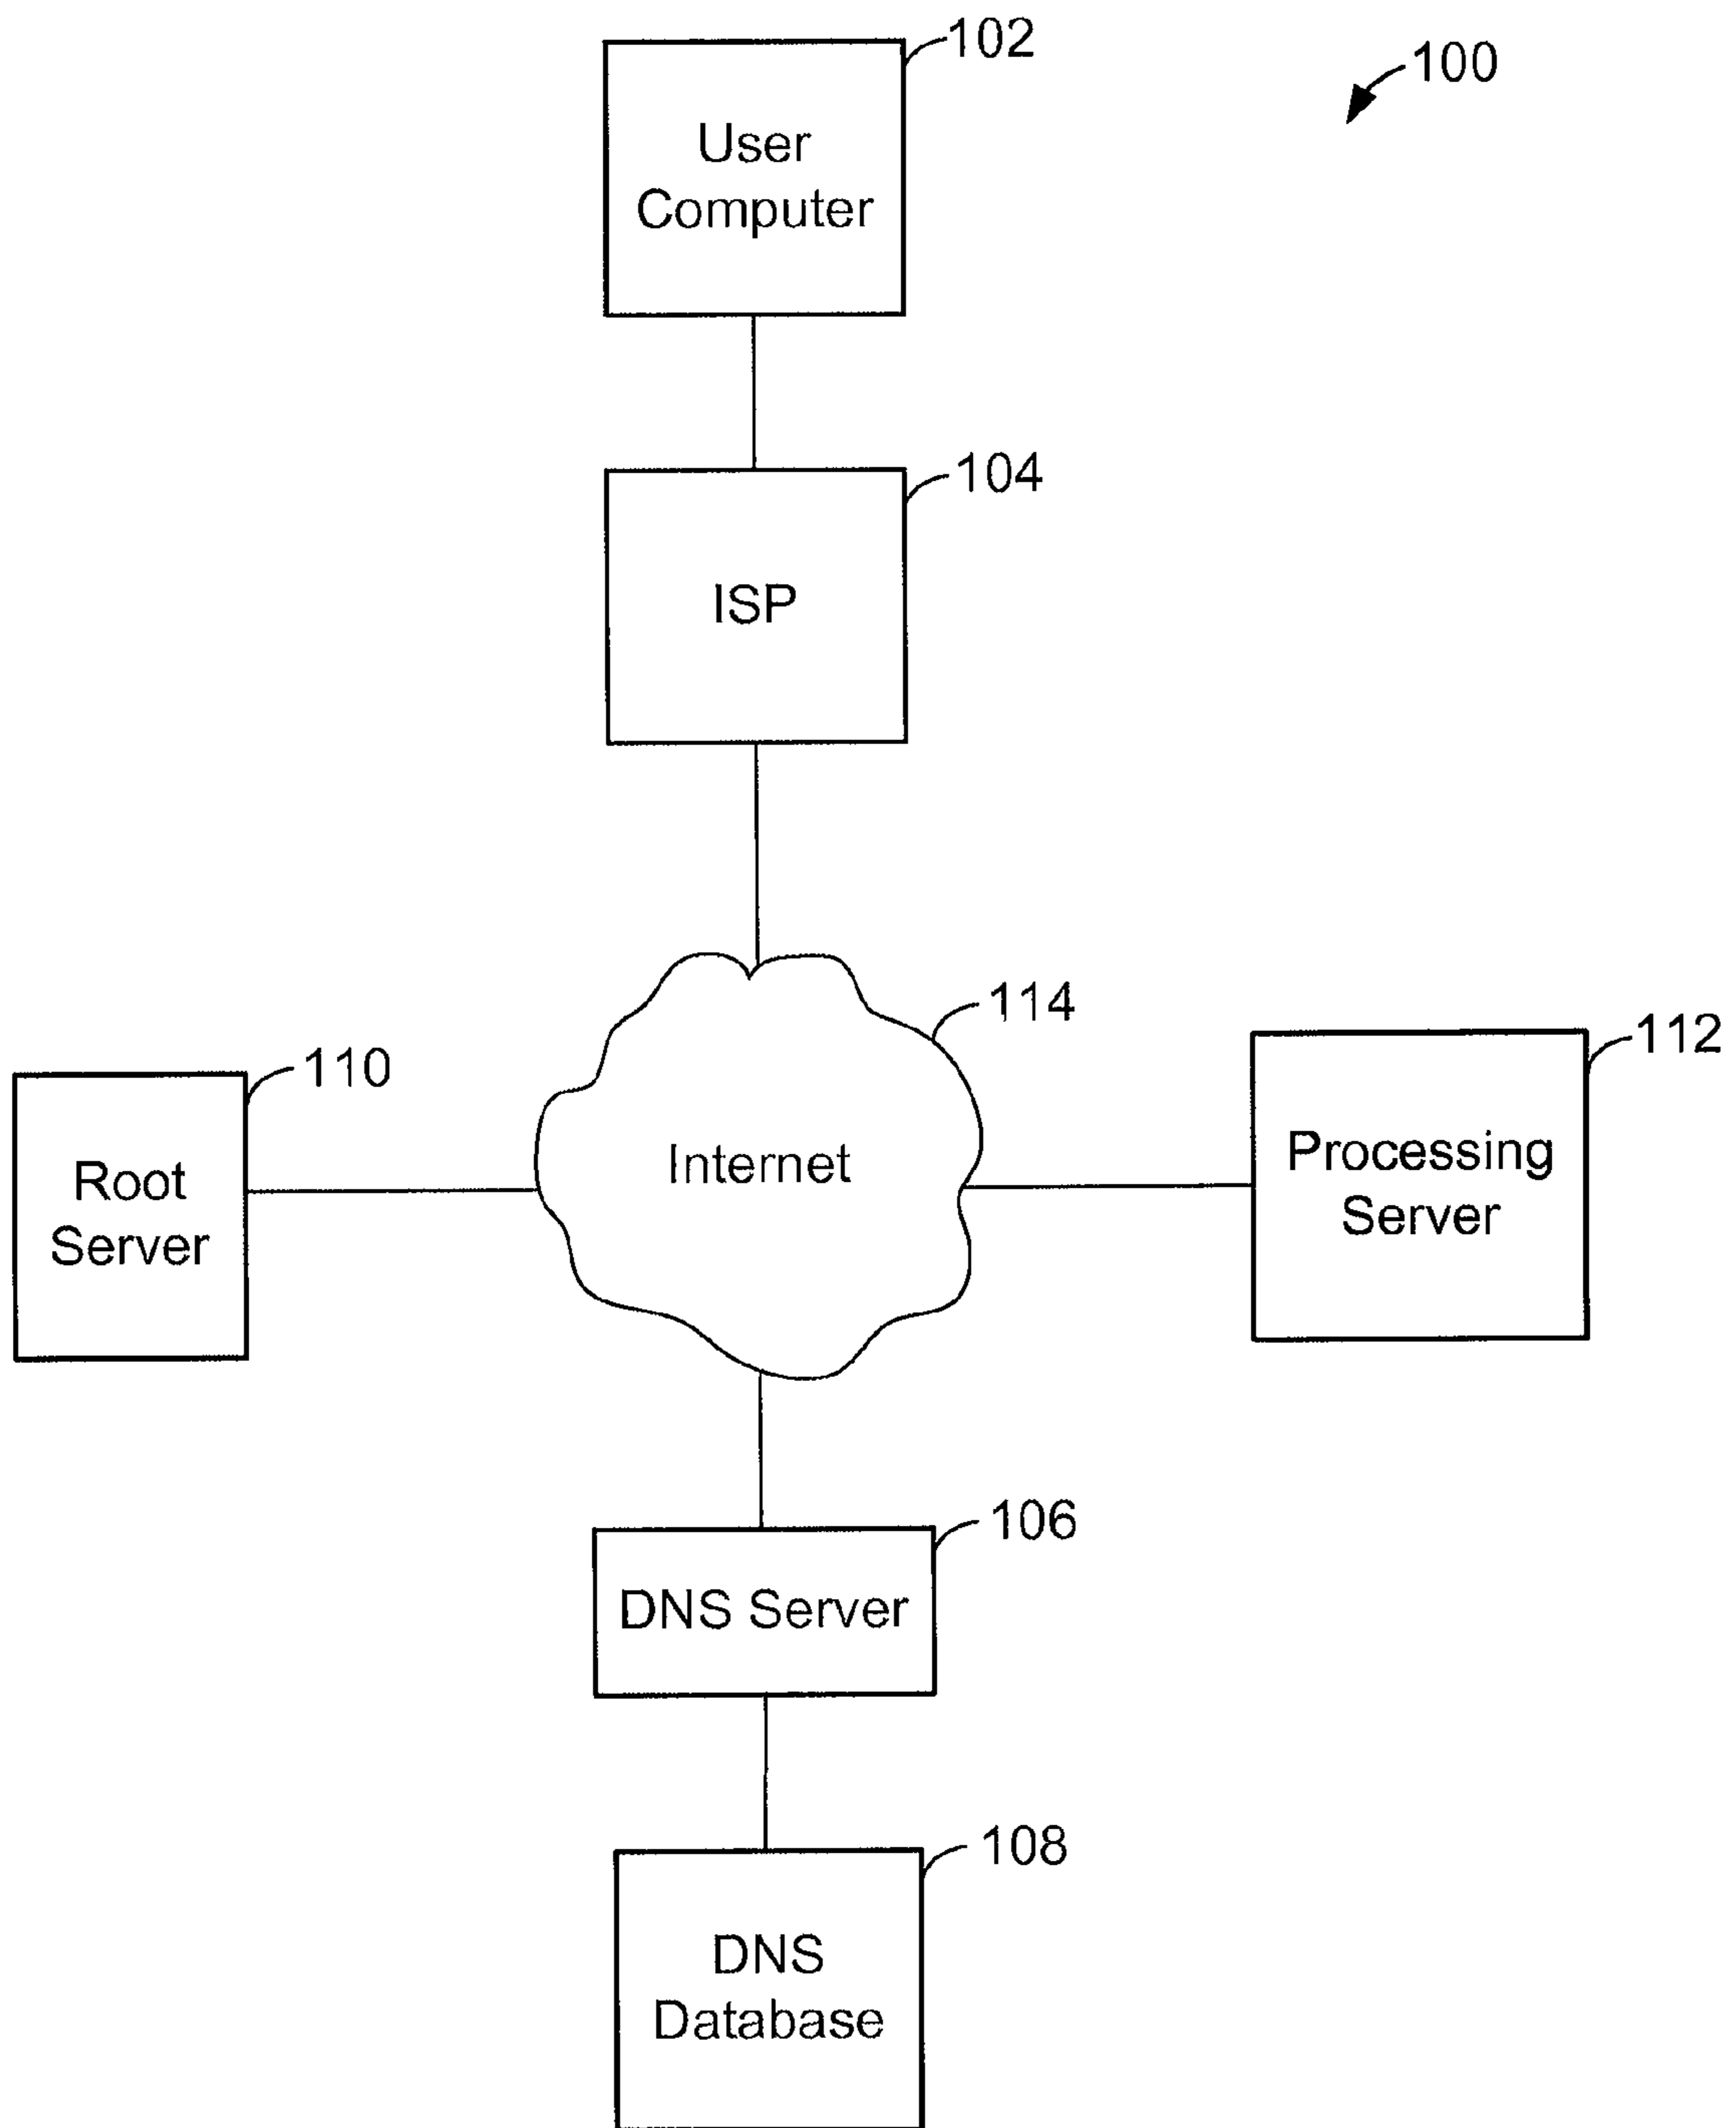 102
100
User
Computer
104
ISP
114
112
110
Internet
Processing
Server
Root
Server
106
DNS Server
108
DNS
Database